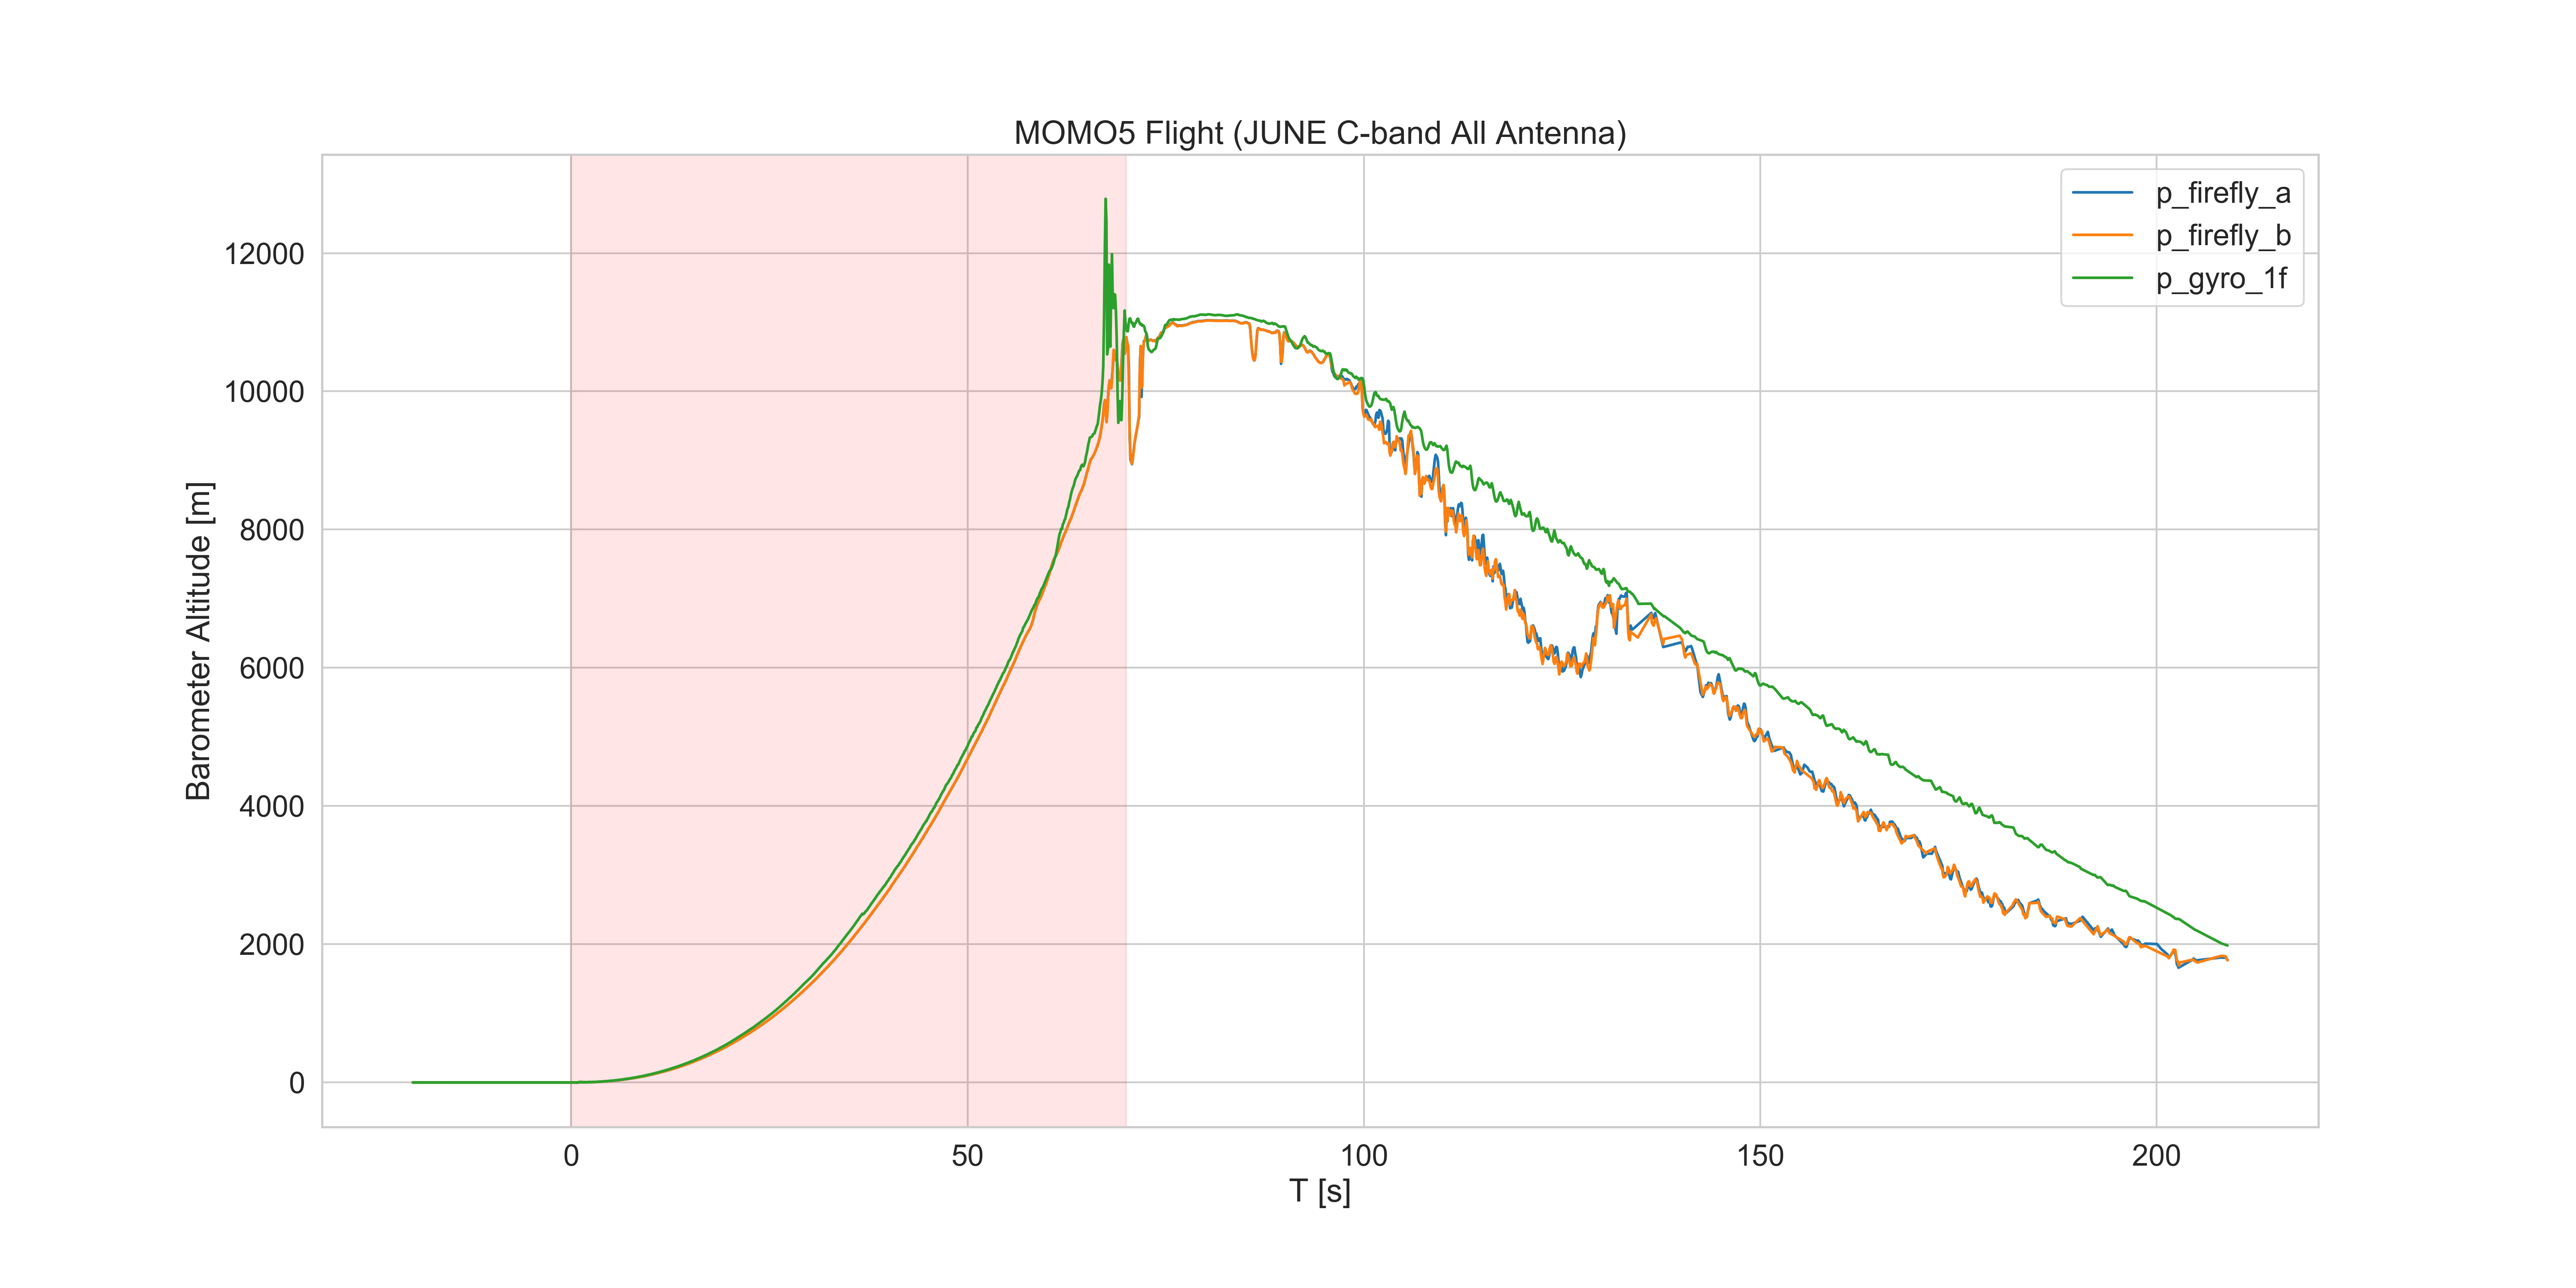 MOMO5 Flight (JUNE C-band All Antenna)
p_firefly_a
p_firefly_b
p_gyro_1f
Barometer Altitude [m]
12000
10000
8000
6000
4000
2000
0
0 50 100 150 200
T [s]